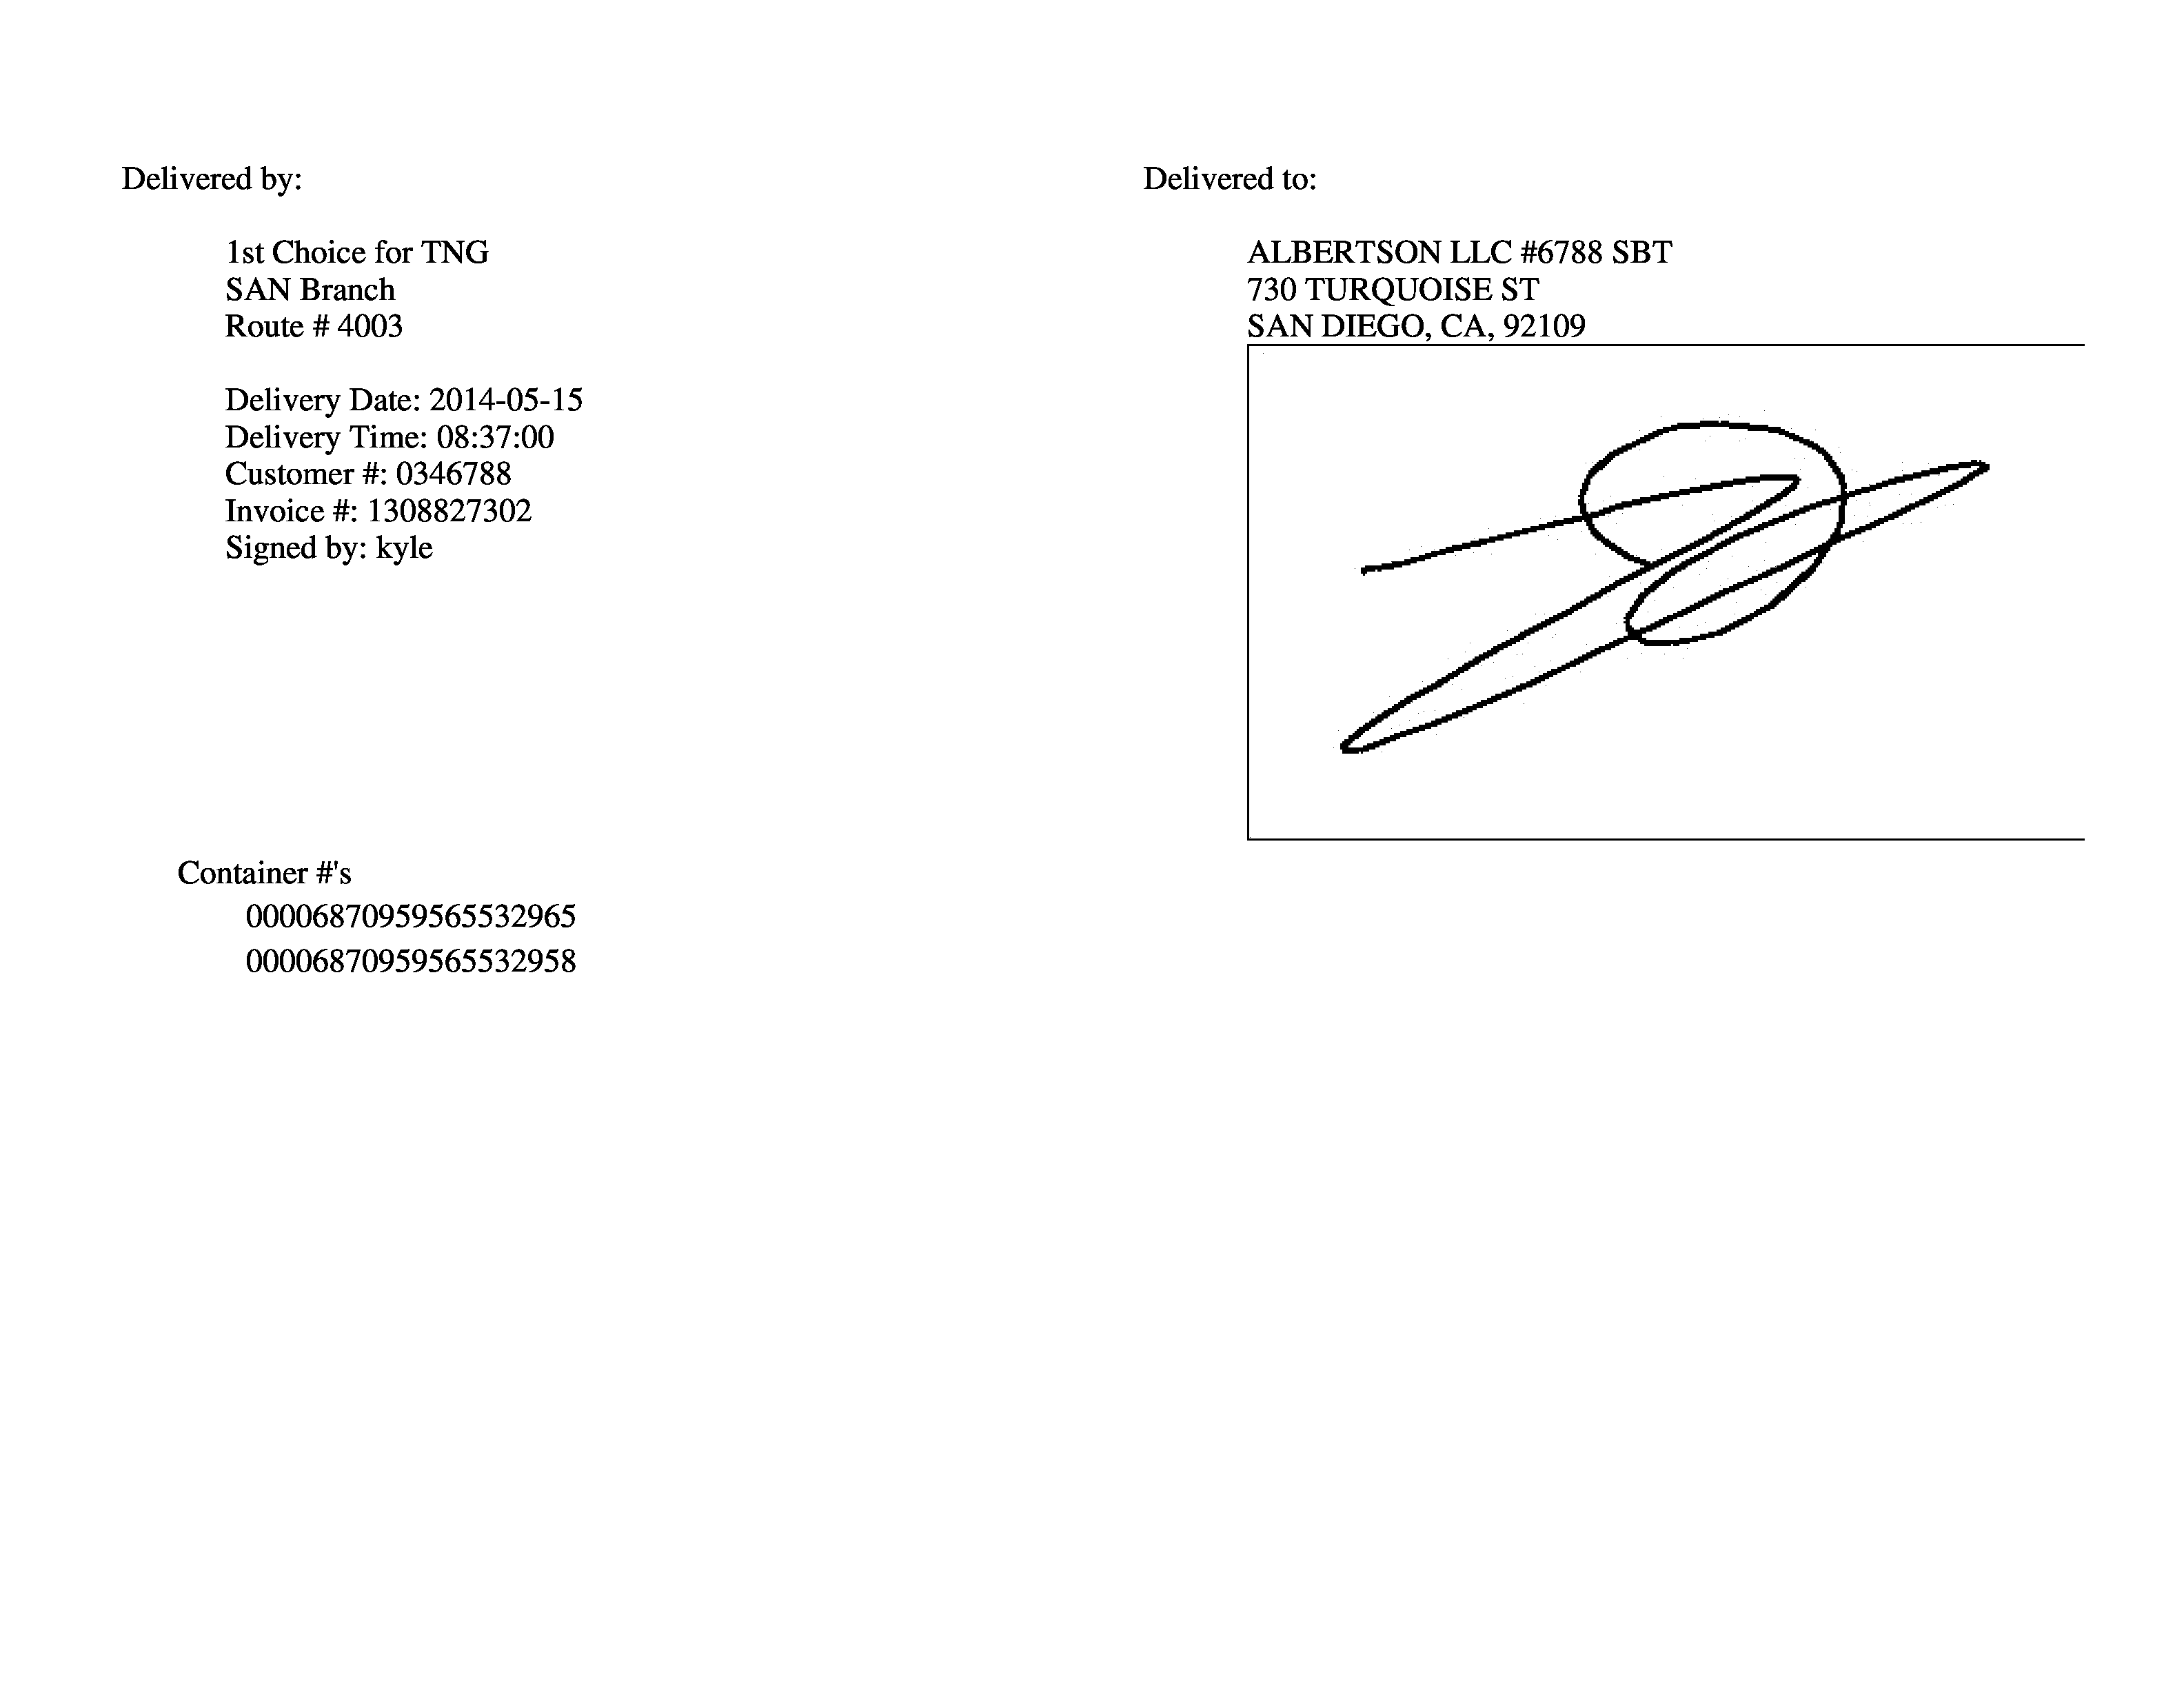 Delivered by:
1st Choice for TNG
SAN Branch
Route # 4003
Delivery Date: 2014-05-15
Delivery Time: 08:37:00
Customer #: 0346788
Invoice #: 1308827302
Signed by: kyle
Delivered to:
ALBERTSON LLC #6788 SBT
730 TURQUOISE ST
SAN DIEGO, CA, 92109
Container #'s
00006870959565532965
00006870959565532958